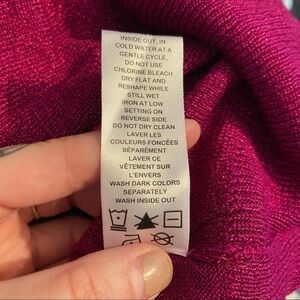 INSIDE OUT, IN
COLD WATER AT A
GENTLE CYCLE.
DO NOT USE
CHLORINE BLEACH
DRY FLAT AND
RESHAPE WHILE
STILL WET
IRON AT LOW
SETTING ON
REVERSE SIDE
DO NOT DRY CLEAN
LAVER LES
COULEURS FONCÉES
SÉPARÉMENT
LAVER CE
VÊTEMENT SUR
L'ENVERS
WASH DARK COLORS
SEPARATELY
WASH INSIDE OUT